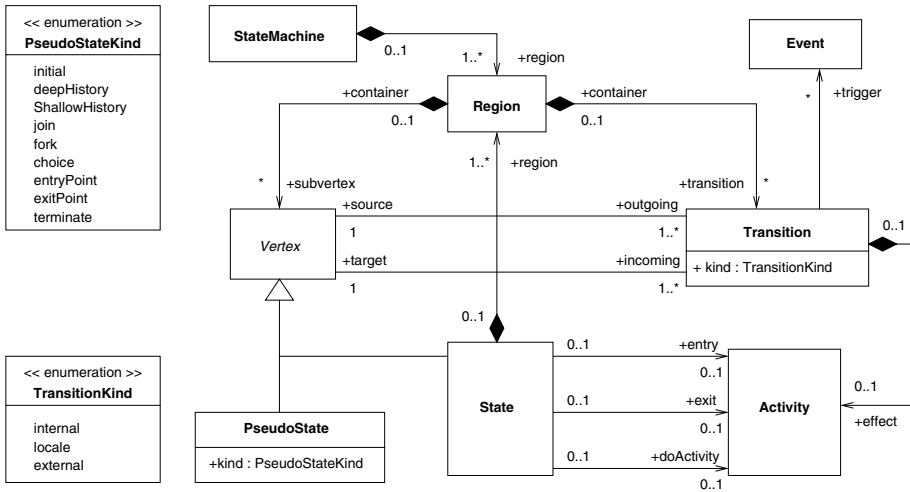 << enumeration >>
PseudoStateKind
initial
deepHistory
ShallowHistory
join
fork
choice
entryPoint
exitPoint
terminate
StateMachine
0..1
1..*
+region
Event
*
+trigger
+container
0..1
Region
+container
0..1
1..*
+region
*
+subvertex
+transition
*
+source
1
+outgoing
1..*
Vertex
+target
1
+incoming
1..*
Transition
+ kind : TransitionKind
0..1
<< enumeration >>
TransitionKind
internal
locale
external
PseudoState
+kind : PseudoStateKind
0..1
State
0..1
+entry
0..1
0..1
+exit
0..1
0..1
+doActivity
0..1
Activity
0..1
+effect